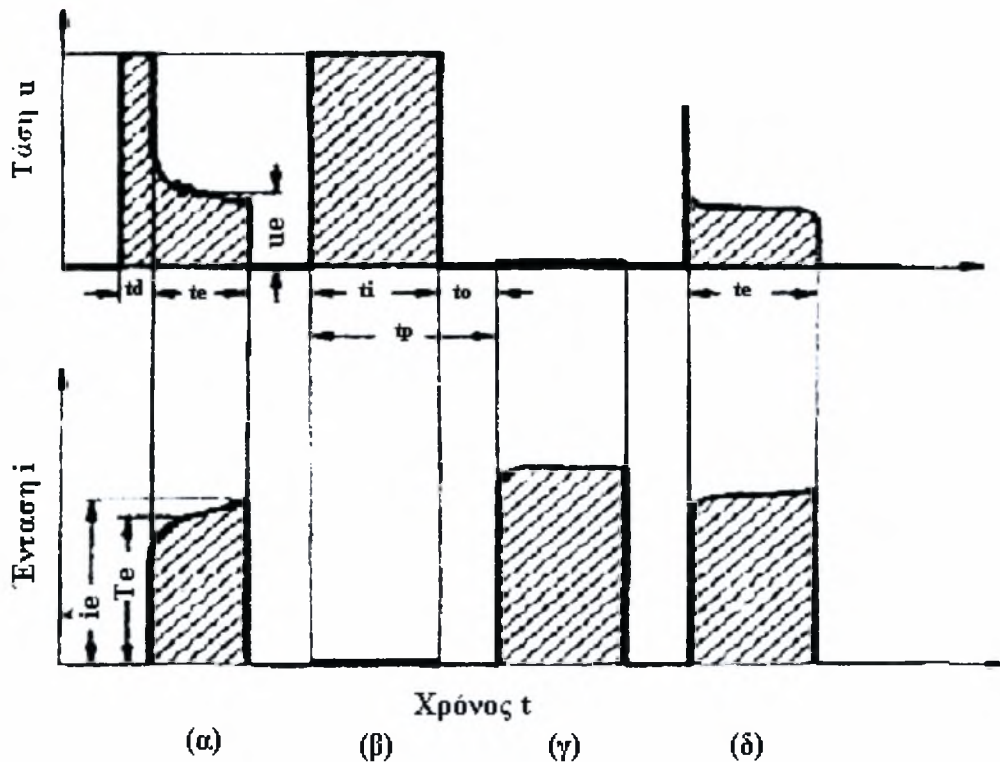 Τάση u
ue
td te ti to te
tp
Ένταση i
ie
Te
Χρόνος t
(α) (β) (γ) (δ)